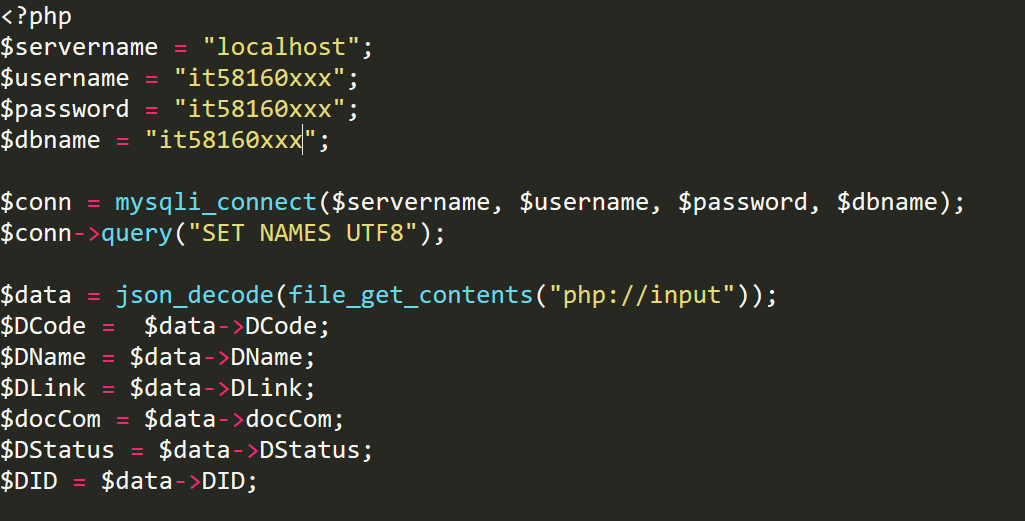 <?php
$servername = "localhost";
$username = "it58160xxx";
$password = "it58160xxx";
$dbname = "it58160xxx";
$conn = mysqli_connect($servername, $username, $password, $dbname);
$conn->query("SET NAMES UTF8");
$data = json_decode(file_get_contents("php://input"));
$DCode =  $data->DCode;
$DName = $data->DName;
$DLink = $data->DLink;
$docCom = $data->docCom;
$DStatus = $data->DStatus;
$DID = $data->DID;